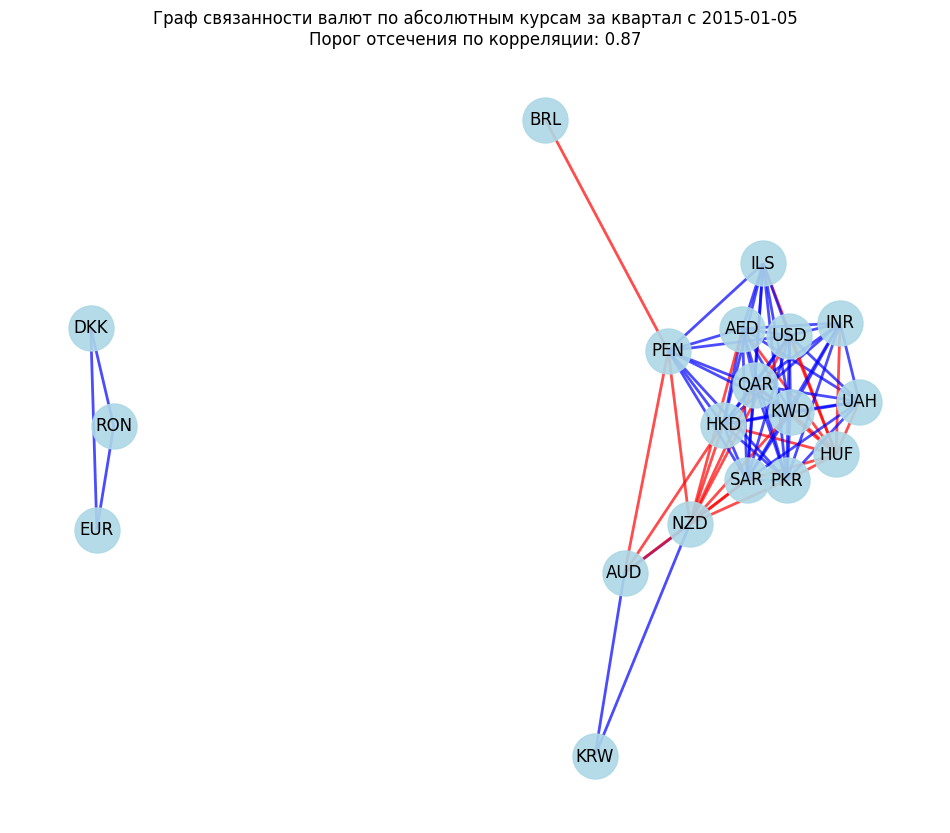 Граф связанности валют по абсолютным курсам за квартал с 2015-01-05
Порог отсечения по корреляции: 0.87
BRL
ILS
DKK
AED
USD
INR
PEN
QAR
UAH
KWD
RON
HKD
HUF
SAR
PKR
EUR
NZD
AUD
KRW